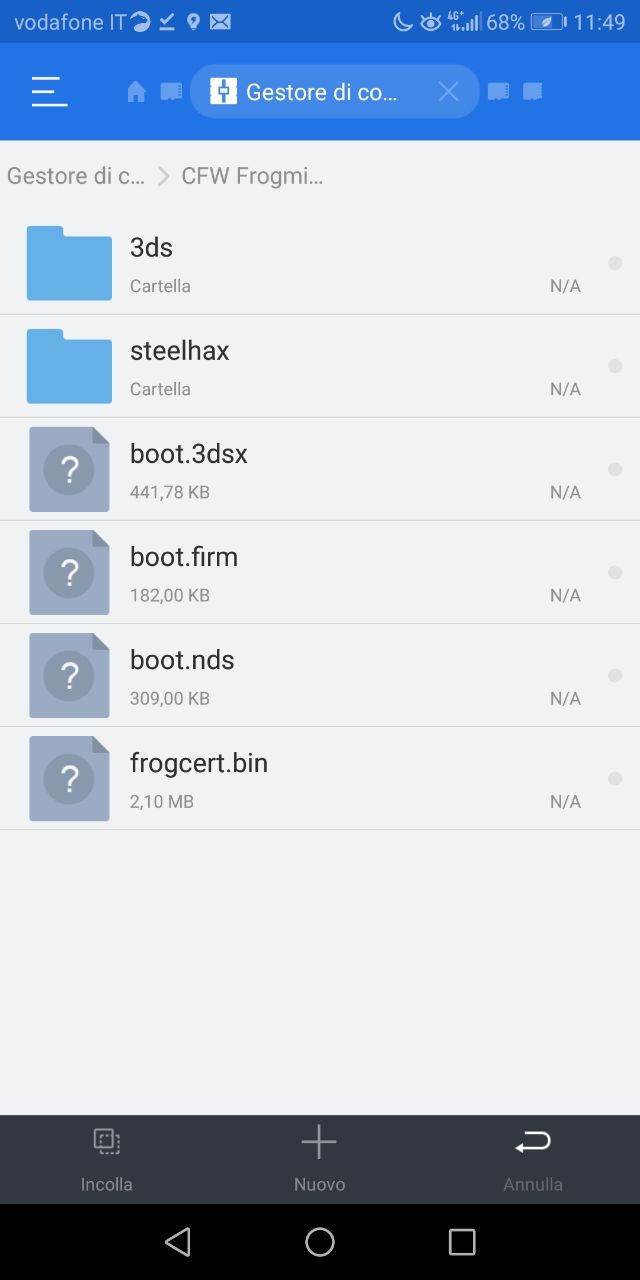 vodafone IT 4G+ 68% 11:49
Gestore di co...
Gestore di c... CFW Frogmi...
3ds
Cartella N/A
steelhax
Cartella N/A
? boot.3dsx
441,78 KB N/A
? boot.firm
182,00 KB N/A
? boot.nds
309,00 KB N/A
? frogcert.bin
2,10 MB N/A
Incolla Nuovo Annulla